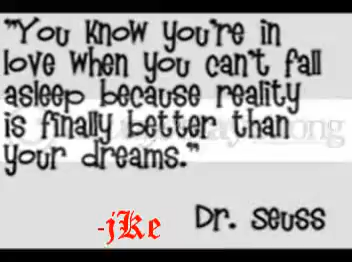 "You know you're in
love when you can't fall
asleep because reality
is finally better than
your dreams."
-jKe Dr. Seuss